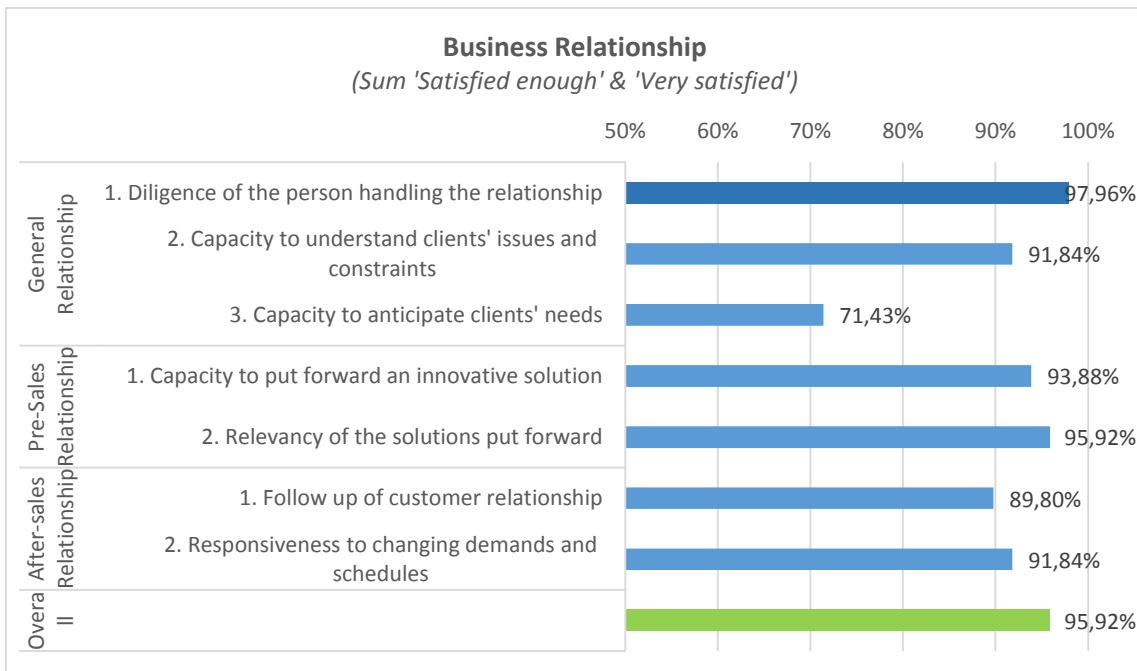 Business Relationship
(Sum 'Satisfied enough' & 'Very satisfied')
50% 60% 70% 80% 90% 100%
General
Relationship
1. Diligence of the person handling the relationship
97,96%
2. Capacity to understand clients' issues and
constraints
91,84%
3. Capacity to anticipate clients' needs
71,43%
Pre-Sales
Relationship
1. Capacity to put forward an innovative solution
93,88%
2. Relevancy of the solutions put forward
95,92%
After-sales
Relationship
1. Follow up of customer relationship
89,80%
2. Responsiveness to changing demands and
schedules
91,84%
Overa
ll
95,92%